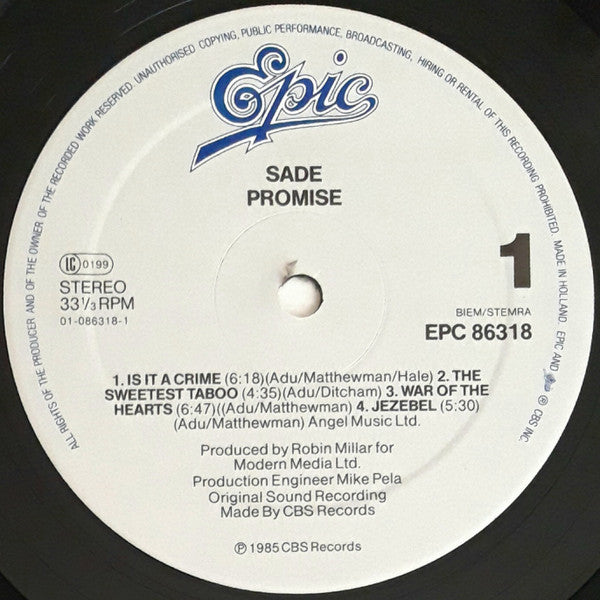 ALL RIGHTS OF THE PRODUCER AND OF THE OWNER OF THE RECORDED WORK RESERVED. UNAUTHORISED COPYING, PUBLIC PERFORMANCE, BROADCASTING, HIRING OR RENTAL OF THIS RECORDING PROHIBITED. MADE IN HOLLAND. EPIC AND ® CBS INC.
Epic
SADE
PROMISE
LC 0199
STEREO
33 1/3 RPM
01-086318-1
1
BIEM/STEMRA
EPC 86318
1. IS IT A CRIME (6:18)(Adu/Matthewman/Hale) 2. THE
SWEETEST TABOO (4:35)(Adu/Ditcham) 3. WAR OF THE
HEARTS (6:47)((Adu/Matthewman) 4. JEZEBEL (5:30)
(Adu/Matthewman) Angel Music Ltd.
Produced by Robin Millar for
Modern Media Ltd.
Production Engineer Mike Pela
Original Sound Recording
Made By CBS Records
℗ 1985 CBS Records